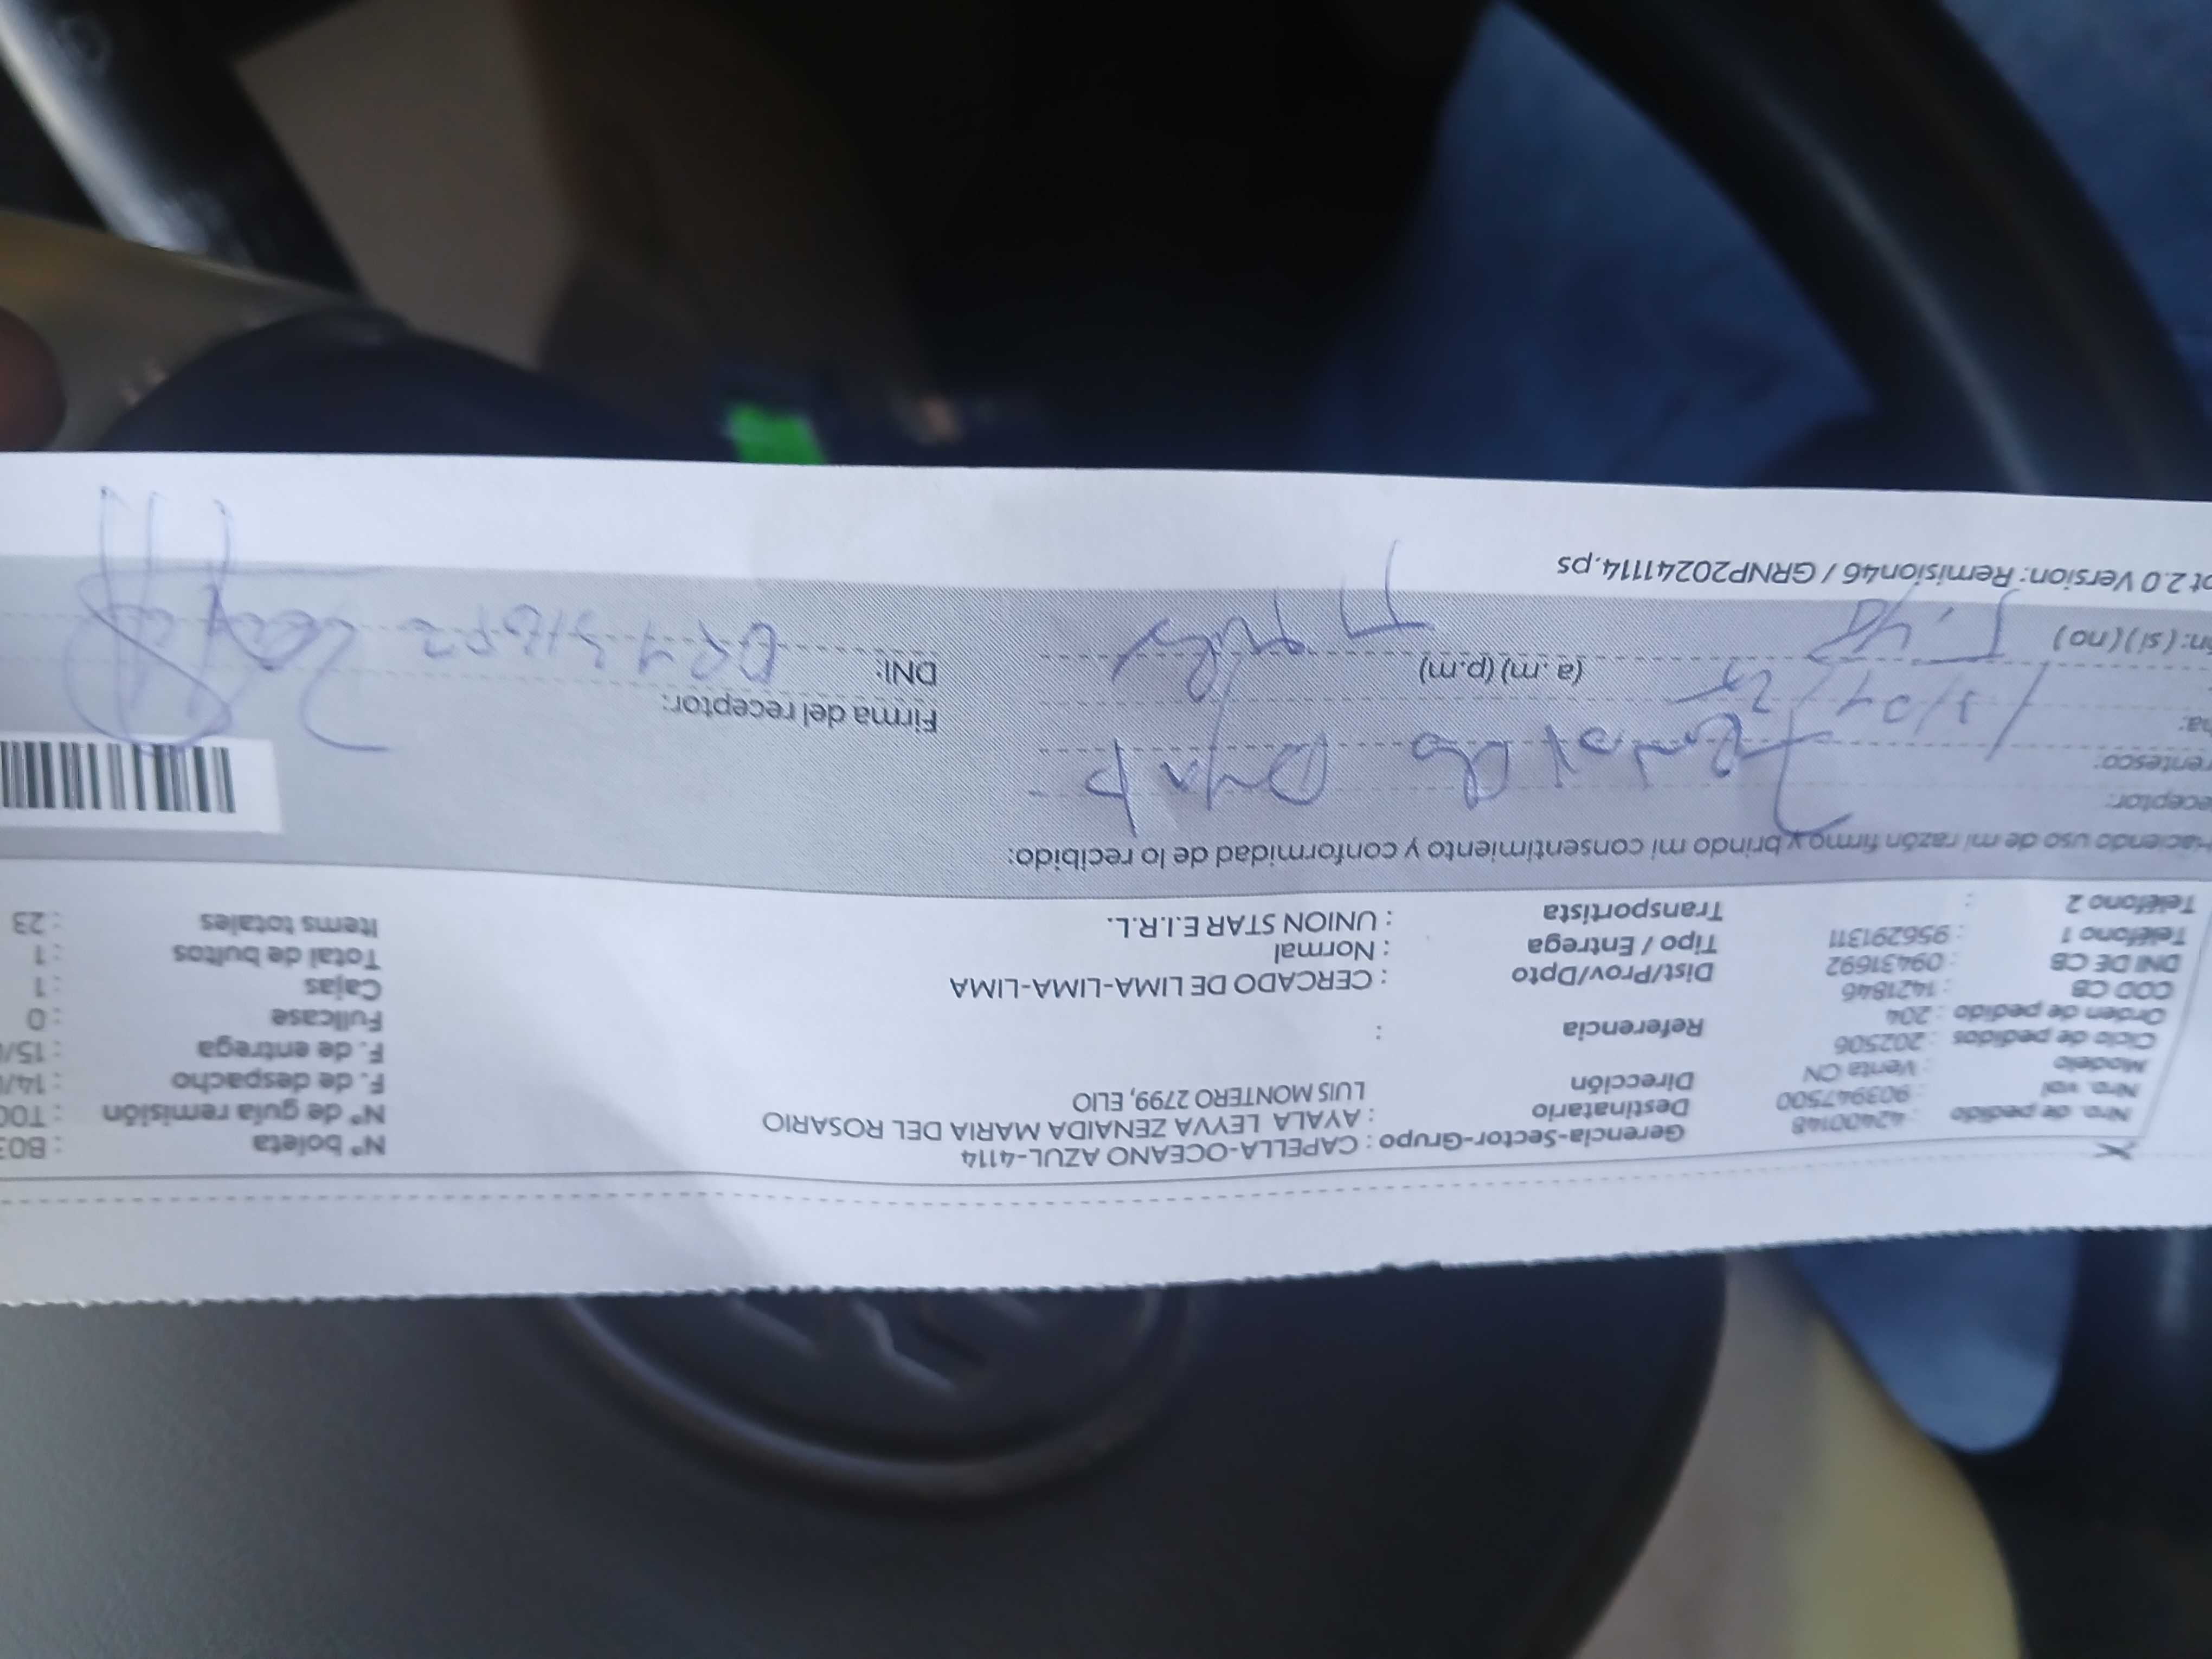 Nro. de pedido : 42400148
Nro. val : 903947500
Modelo : Venta CN
Ciclo de pedidos : 202506
Orden de pedido : 204
COD CB : 1421846
DNI DE CB : 09431692
Teléfono 1 : 956291311
Teléfono 2 :
Gerencia-Sector-Grupo : CAPELLA-OCEANO AZUL-4114
Destinatario : AYALA LEYVA ZENAIDA MARIA DEL ROSARIO
Dirección LUIS MONTERO 2799, ELIO
Referencia :
Dist/Prov/Dpto : CERCADO DE LIMA-LIMA-LIMA
Tipo / Entrega : Normal
Transportista : UNION STAR E.I.R.L.
N° boleta : B03
N° de guía remisión : T00
F. de despacho : 14/
F. de entrega : 15/
Fullcase : 0
Cajas : 1
Total de bultos : 1
Items totales : 23
Haciendo uso de mi razón firmo y brindo mi consentimiento y conformidad de lo recibido:
eceptor:
rentesco:
ha:
(a.m) (p.m)
ón: (si) (no)
Firma del receptor:
DNI:
pt 2.0 Version: Remision46 / GRNP20241114.ps